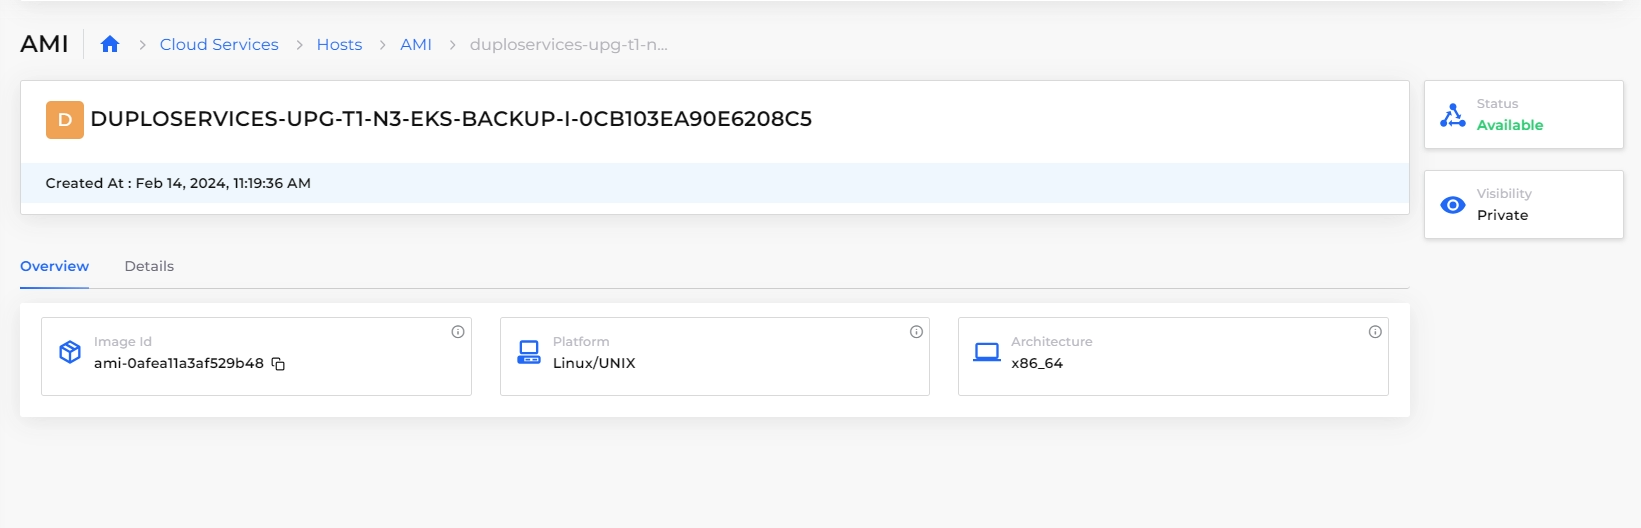 AMI
Cloud Services
Hosts
AMI
duploservices-upg-t1-n...
D
DUPLOSERVICES-UPG-T1-N3-EKS-BACKUP-I-0CB103EA90E6208C5
Created At : Feb 14, 2024, 11:19:36 AM
Status
Available
Visibility
Private
Overview
Details
Image Id
ami-0afea11a3af529b48
Platform
Linux/UNIX
Architecture
x86_64